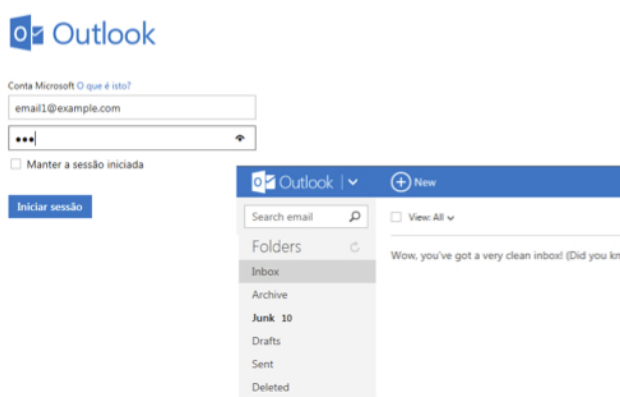 Outlook
Conta Microsoft O que é isto?
email1@example.com
Manter a sessão iniciada
Iniciar sessão
Outlook
New
Search email
View: All
Folders
Wow, you've got a very clean inbox! (Did you kn
Inbox
Archive
Junk 10
Drafts
Sent
Deleted